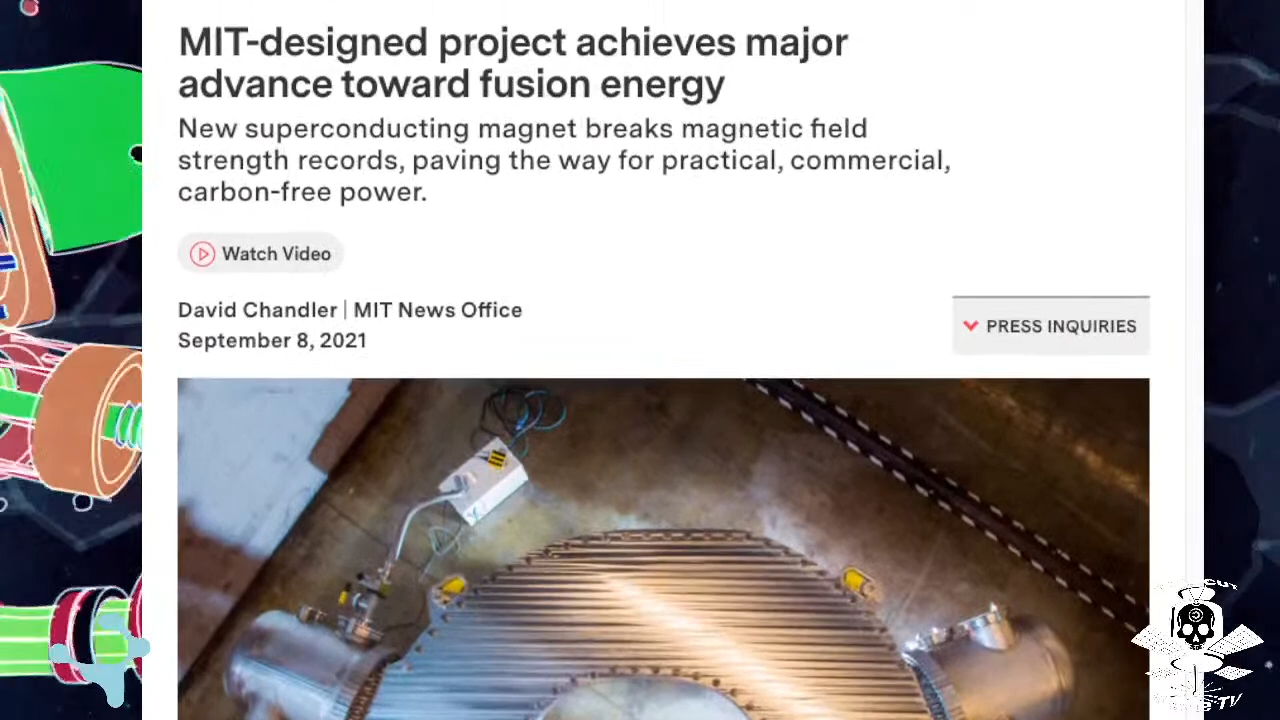 MIT-designed project achieves major
advance toward fusion energy
New superconducting magnet breaks magnetic field
strength records, paving the way for practical, commercial,
carbon-free power.
Watch Video
David Chandler | MIT News Office
September 8, 2021
PRESS INQUIRIES